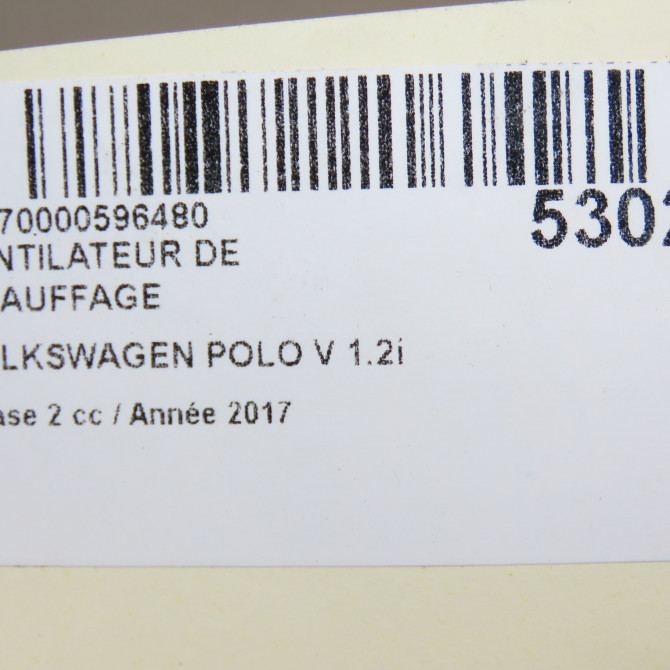 70000596480
5302
NTILATEUR DE
AUFFAGE
LKSWAGEN POLO V 1.2i
ase 2 cc / Année 2017